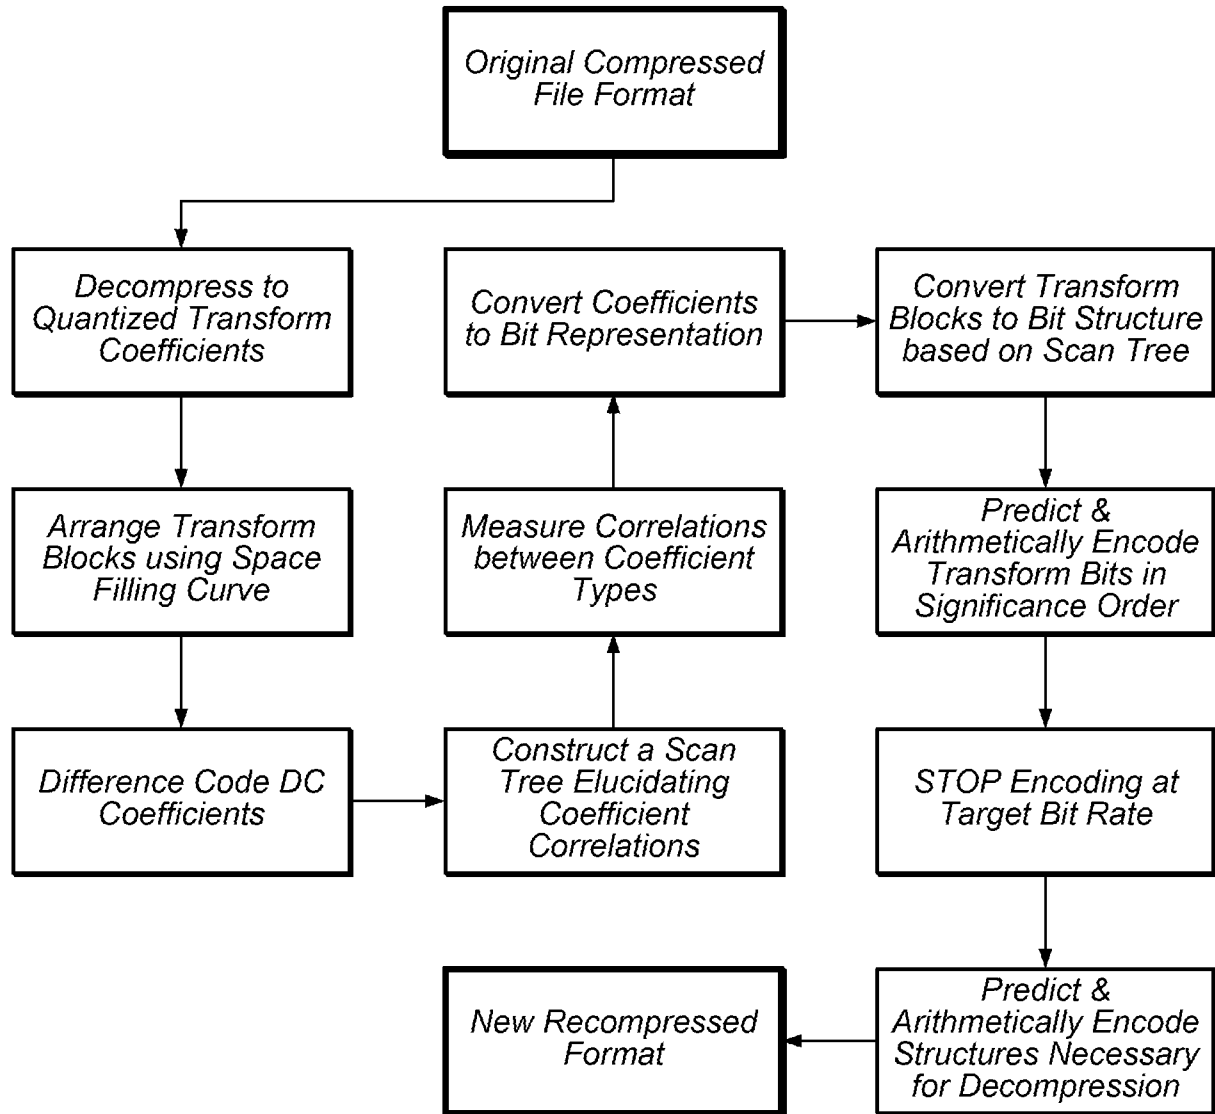 Original Compressed
File Format
Decompress to
Quantized Transform
Coefficients
Arrange Transform
Blocks using Space
Filling Curve
Difference Code DC
Coefficients
Construct a Scan
Tree Elucidating
Coefficient
Correlations
Measure Correlations
between Coefficient
Types
Convert Coefficients
to Bit Representation
Convert Transform
Blocks to Bit Structure
based on Scan Tree
Predict &
Arithmetically Encode
Transform Bits in
Significance Order
STOP Encoding at
Target Bit Rate
Predict &
Arithmetically Encode
Structures Necessary
for Decompression
New Recompressed
Format